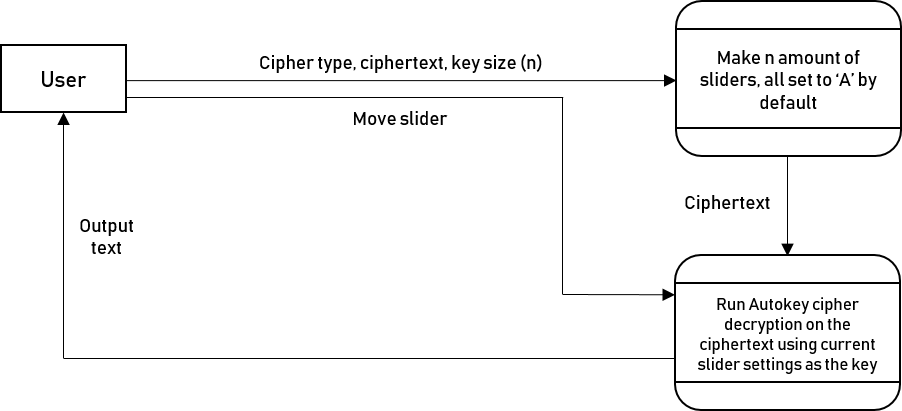 User
Cipher type, ciphertext, key size (n)
Make n amount of
sliders, all set to ‘A’ by
default
Move slider
Ciphertext
Output
text
Run Autokey cipher
decryption on the
ciphertext using current
slider settings as the key